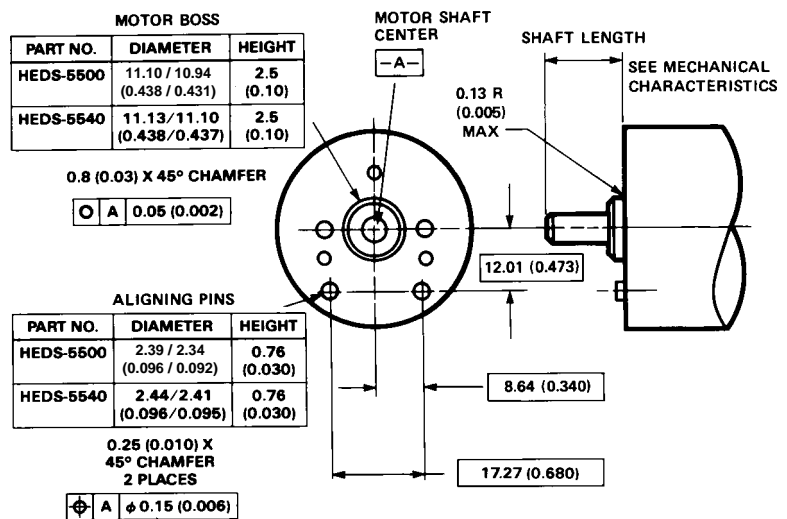 MOTOR BOSS
PART NO. DIAMETER HEIGHT
HEDS-5500 11.10 / 10.94 2.5
(0.438 / 0.431) (0.10)
HEDS-5540 11.13/11.10 2.5
(0.438/0.437) (0.10)
0.8 (0.03) X 45° CHAMFER
O A 0.05 (0.002)
MOTOR SHAFT
CENTER
–A–
SHAFT LENGTH
SEE MECHANICAL
CHARACTERISTICS
0.13 R
(0.005)
MAX
12.01 (0.473)
ALIGNING PINS
PART NO. DIAMETER HEIGHT
HEDS-5500 2.39 / 2.34 0.76
(0.096 / 0.092) (0.030)
HEDS-5540 2.44/2.41 0.76
(0.096/0.095) (0.030)
0.25 (0.010) X
45° CHAMFER
2 PLACES
⌖ A ϕ 0.15 (0.006)
8.64 (0.340)
17.27 (0.680)